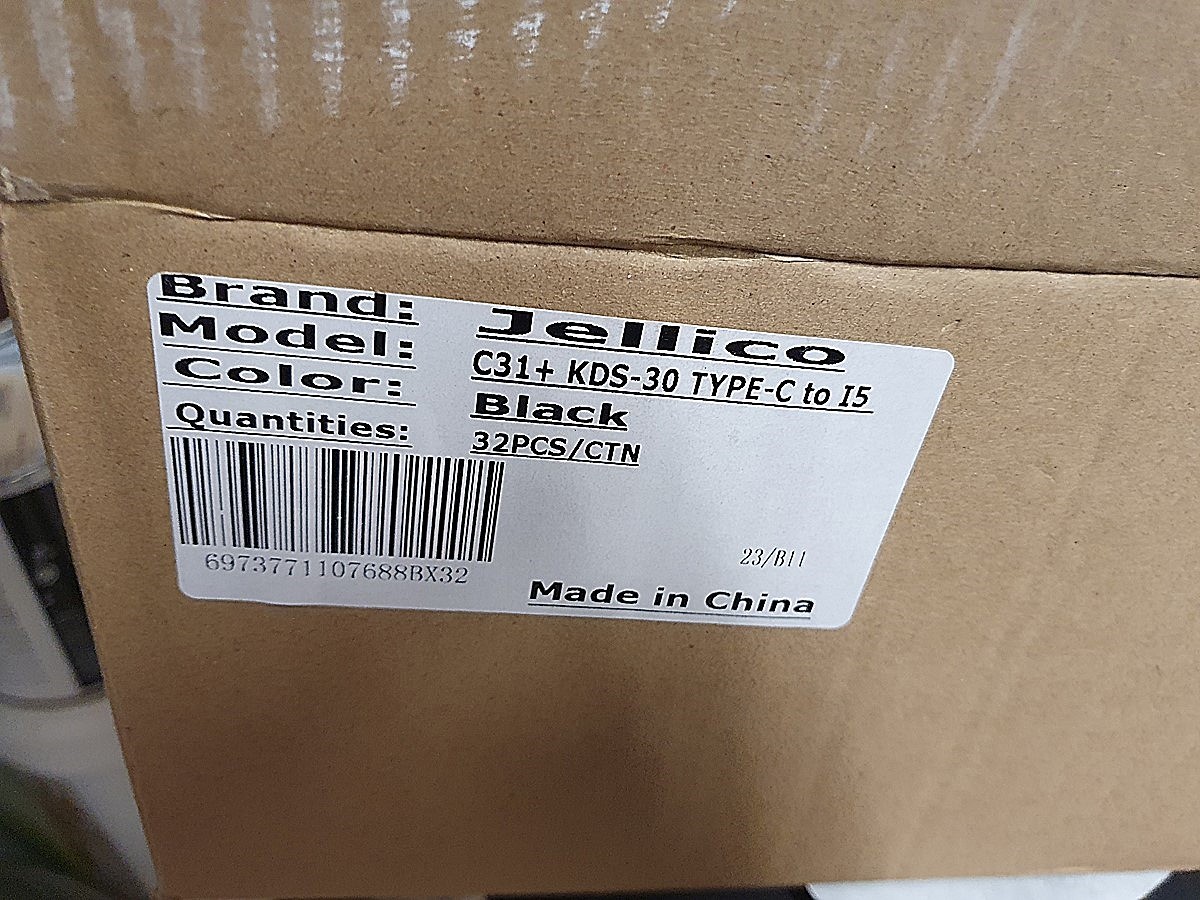 Brand: Jellico
Model: C31+ KDS-30 TYPE-C to I5
Color: Black
Quantities: 32PCS/CTN
6973771107688BX32
23/B11
Made in China